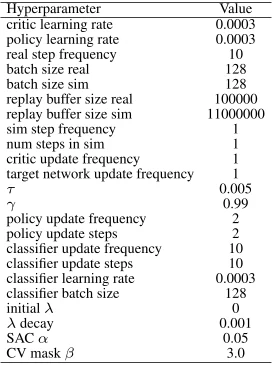 Hyperparameter Value
critic learning rate 0.0003
policy learning rate 0.0003
real step frequency 10
batch size real 128
batch size sim 128
replay buffer size real 100000
replay buffer size sim 11000000
sim step frequency 1
num steps in sim 1
critic update frequency 1
target network update frequency 1
τ 0.005
γ 0.99
policy update frequency 2
policy update steps 2
classifier update frequency 10
classifier update steps 10
classifier learning rate 0.0003
classifier batch size 128
initial λ 0
λ decay 0.001
SAC α 0.05
CV mask β 3.0